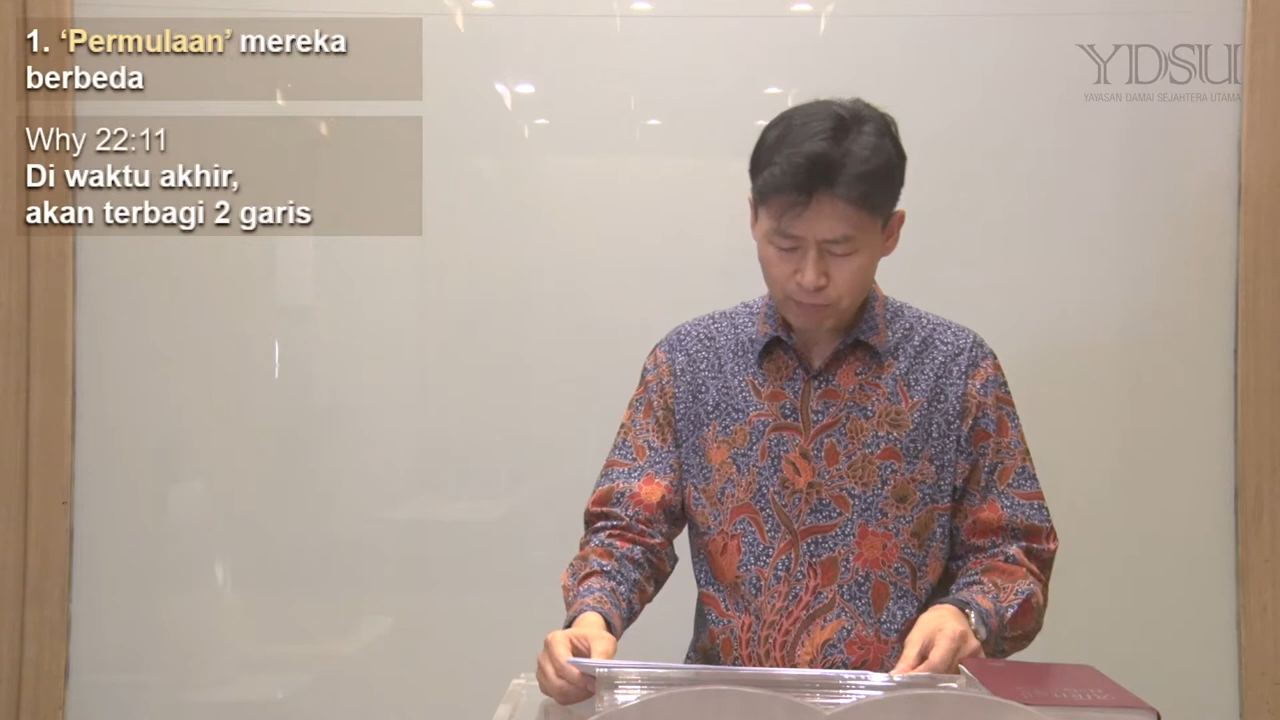 1. ‘Permulaan’ mereka
berbeda
Why 22:11
Di waktu akhir,
akan terbagi 2 garis
YDSU
YAYASAN DAMAI SEJAHTERA UTAMA